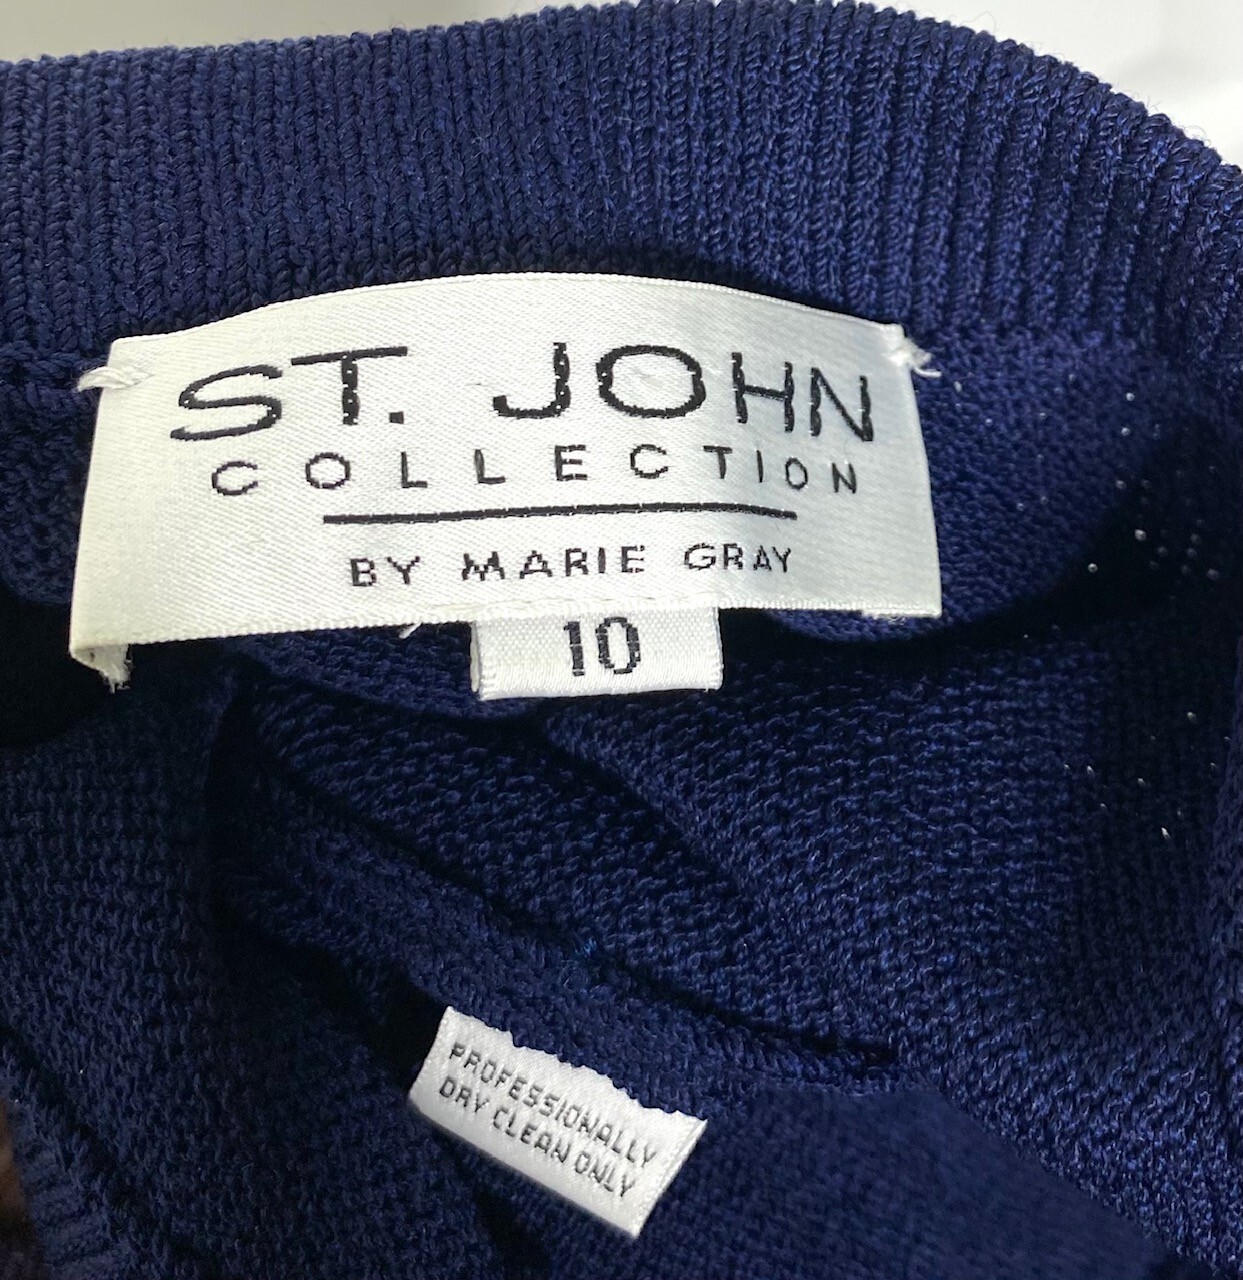 ST. JOHN
COLLECTION
BY MARIE GRAY
10
PROFESSIONALLY
DRY CLEAN ONLY